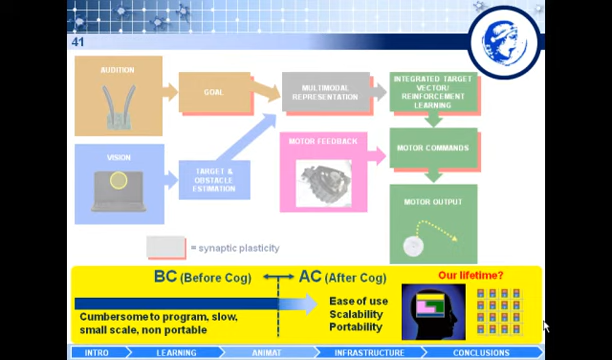 41
AUDITION
GOAL
MULTIMODAL
REPRESENTATION
INTEGRATED TARGET
VECTOR/
REINFORCEMENT
LEARNING
MOTOR FEEDBACK
MOTOR COMMANDS
VISION
TARGET &
OBSTACLE
ESTIMATION
MOTOR OUTPUT
= synaptic plasticity
BC (Before Cog)
AC (After Cog)
Our lifetime?
Cumbersome to program, slow,
small scale, non portable
Ease of use
Scalability
Portability
INTRO
LEARNING
ANIMAT
INFRASTRUCTURE
CONCLUSIONS